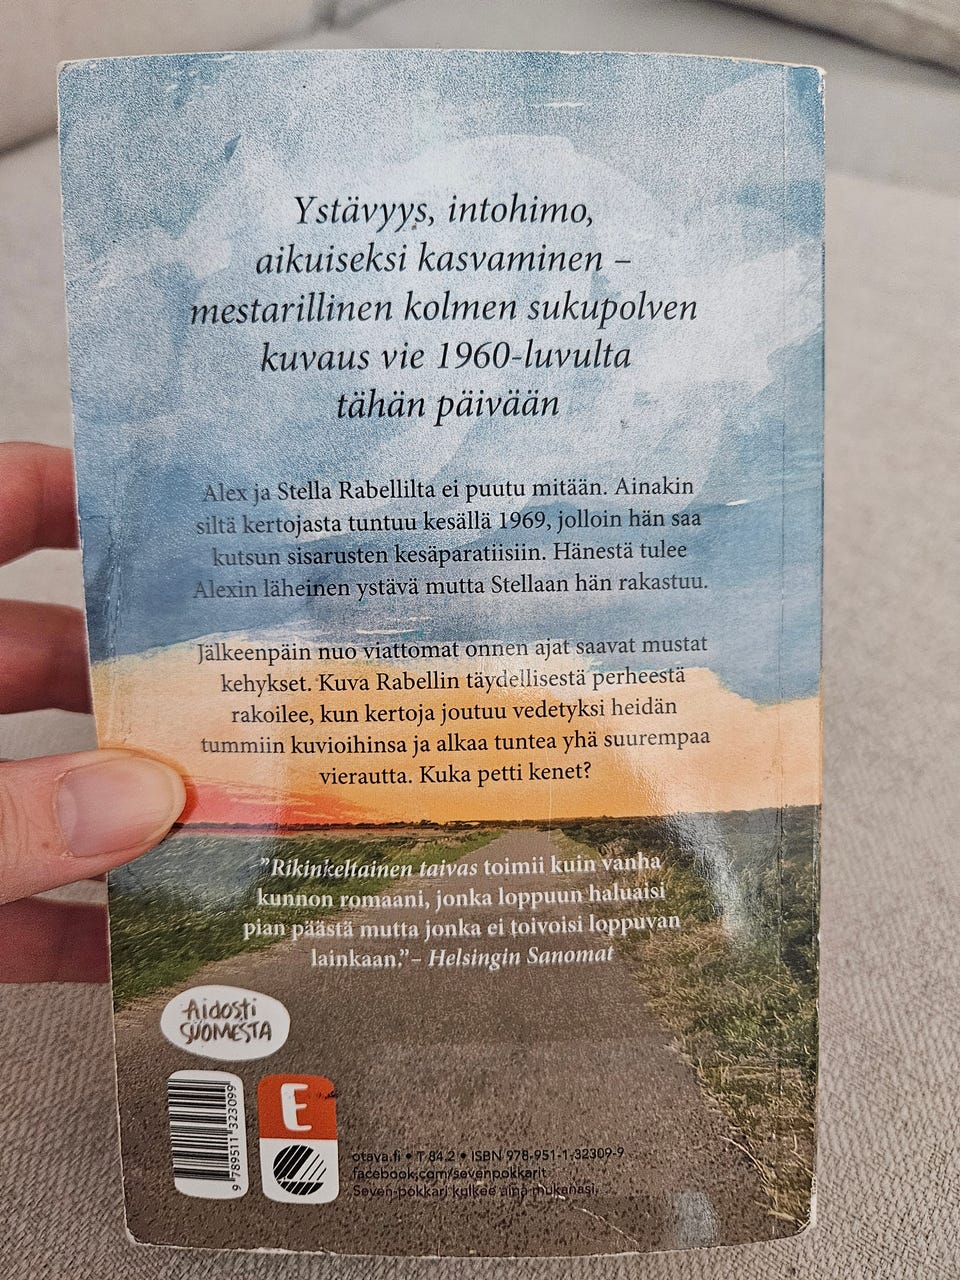 Ystävyys, intohimo,
aikuiseksi kasvaminen –
mestarillinen kolmen sukupolven
kuvaus vie 1960-luvulta
tähän päivään
Alex ja Stella Rabellilta ei puutu mitään. Ainakin
siltä kertojasta tuntuu kesällä 1969, jolloin hän saa
kutsun sisarusten kesäparatiisiin. Hänestä tulee
Alexin läheinen ystävä mutta Stellaan hän rakastuu.
Jälkeenpäin nuo viattomat onnen ajat saavat mustat
kehykset. Kuva Rabellin täydellisestä perheestä
rakoilee, kun kertoja joutuu vedetyksi heidän
tummiin kuvioihinsa ja alkaa tuntea yhä suurempaa
vierautta. Kuka petti kenet?
"Rikinkeltainen taivas toimii kuin vanha
kunnon romaani, jonka loppuun haluaisi
pian päästä mutta jonka ei toivoisi loppuvan
lainkaan." – Helsingin Sanomat
Aidosti
SUOMESTA
9 789511 323099
E
otava.fi • T 84.2 • ISBN 978-951-1-32309-9
facebook.com/sevenpokkarit
Seven-pokkari kulkee aina mukanasi.